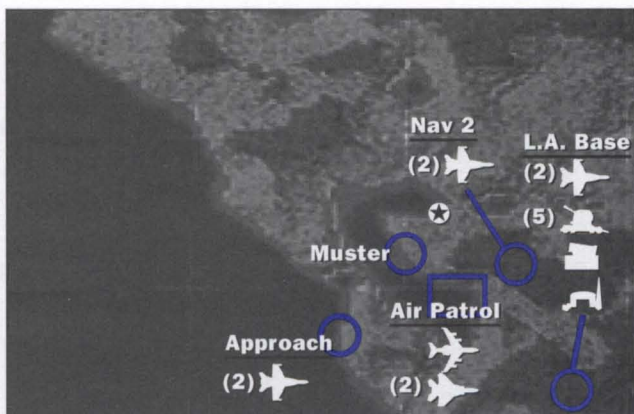 Nav 2
(2)
L.A. Base
(2)
(5)
Muster
Air Patrol
(2)
Approach
(2)